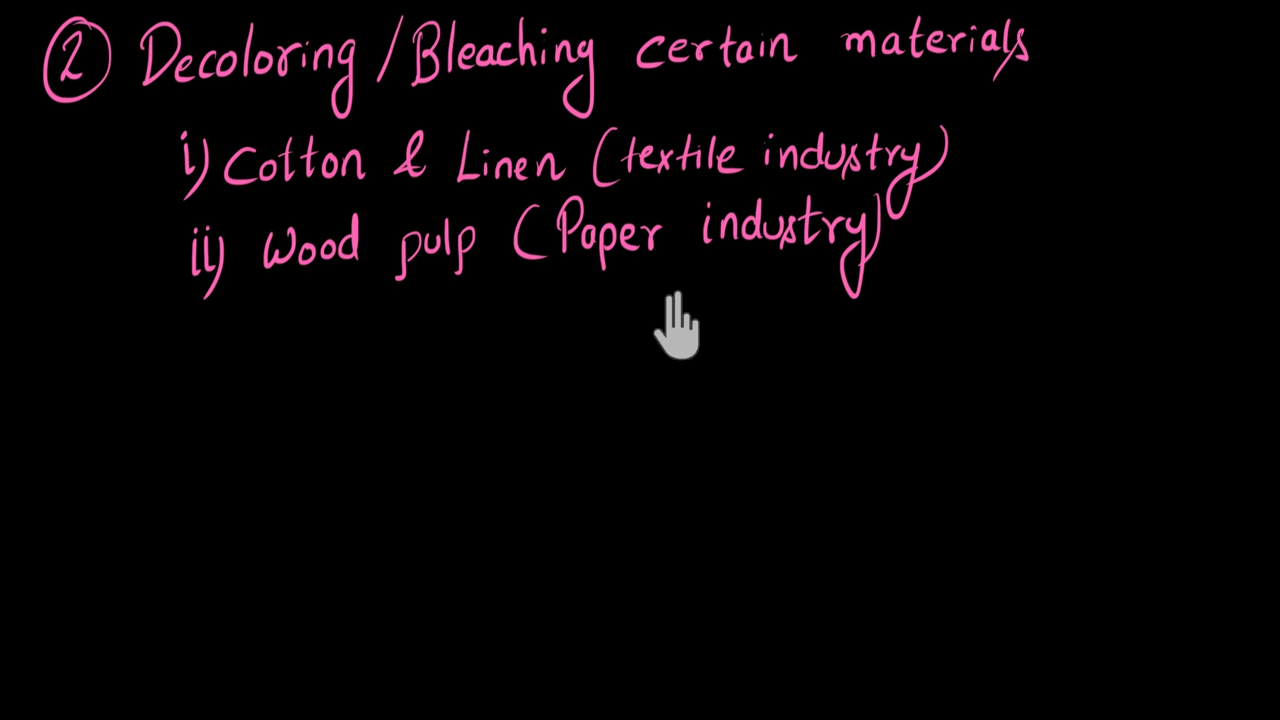 ② Decoloring/Bleaching certain materials
i) Cotton & Linen (textile industry)
ii) Wood pulp (Paper industry)